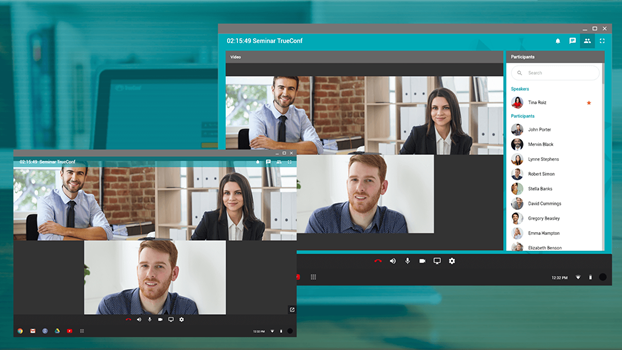 02:15:49 Seminar TrueConf
Video
Participants
Search
Speakers
Tina Roiz
Participants
John Porter
Mervin Black
Lynne Stephens
Robert Simon
Stella Banks
David Cummings
Gregory Beasley
Emma Hampton
Elizabeth Benson
12:32 PM
02:15:49 Seminar TrueConf
12:32 PM